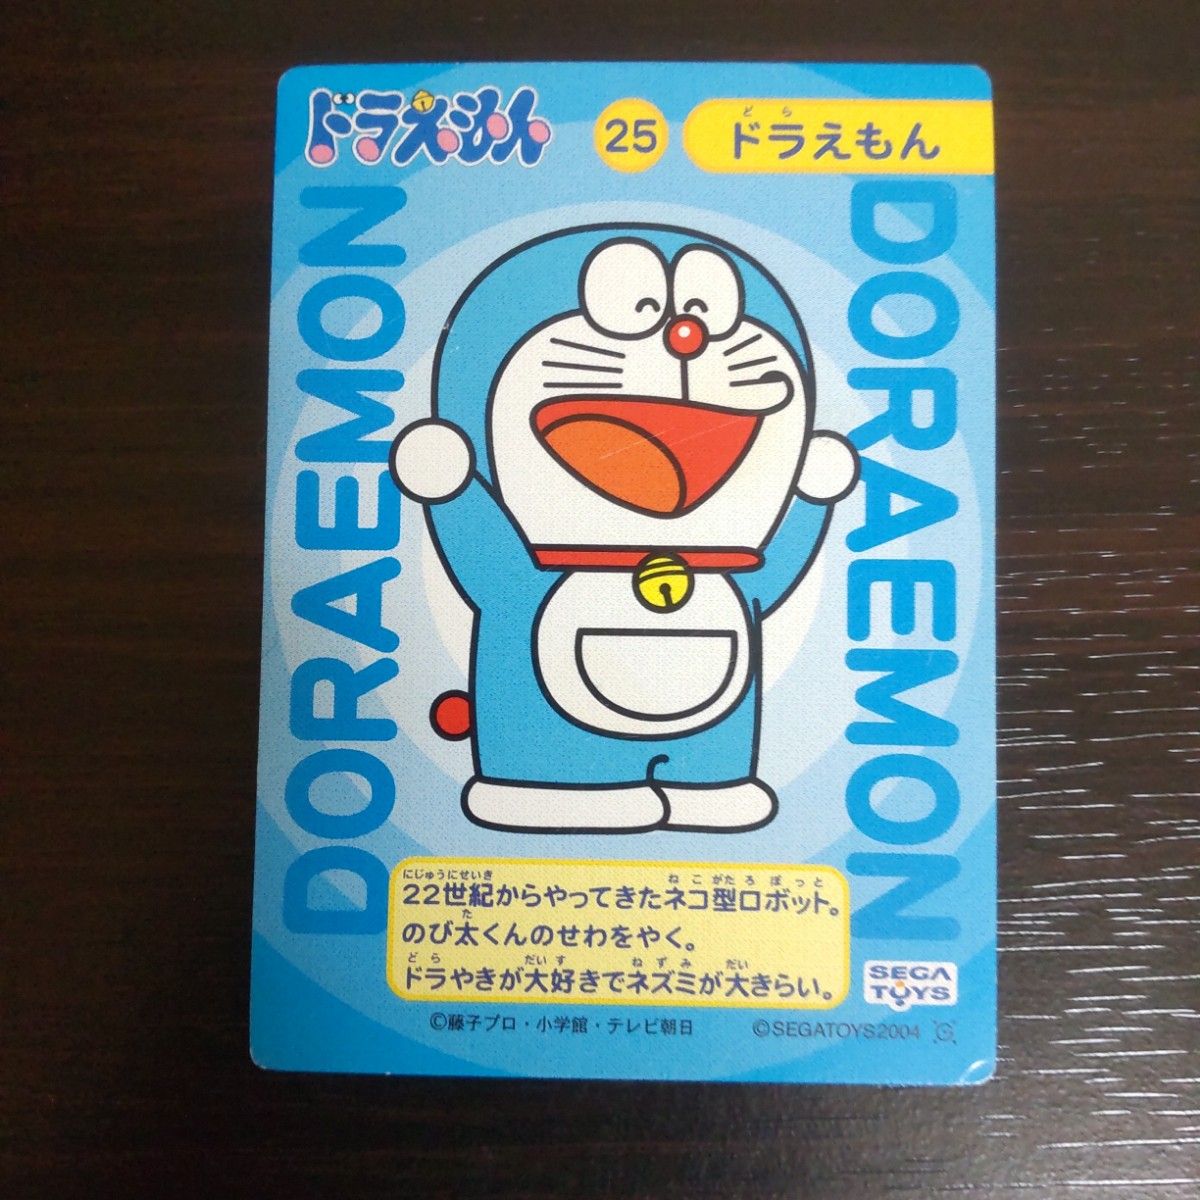 ドラえもん
25
どら
ドラえもん
DORAEMON
DORAEMON
にじゅうにせいき ねこがたろぼっと
22世紀からやってきたネコ型ロボット。
た
のび太くんのせわをやく。
どら だいす ねずみ だい
ドラやきが大好きでネズミが大きらい。
SEGA
TOYS
©藤子プロ・小学館・テレビ朝日
©SEGATOYS2004